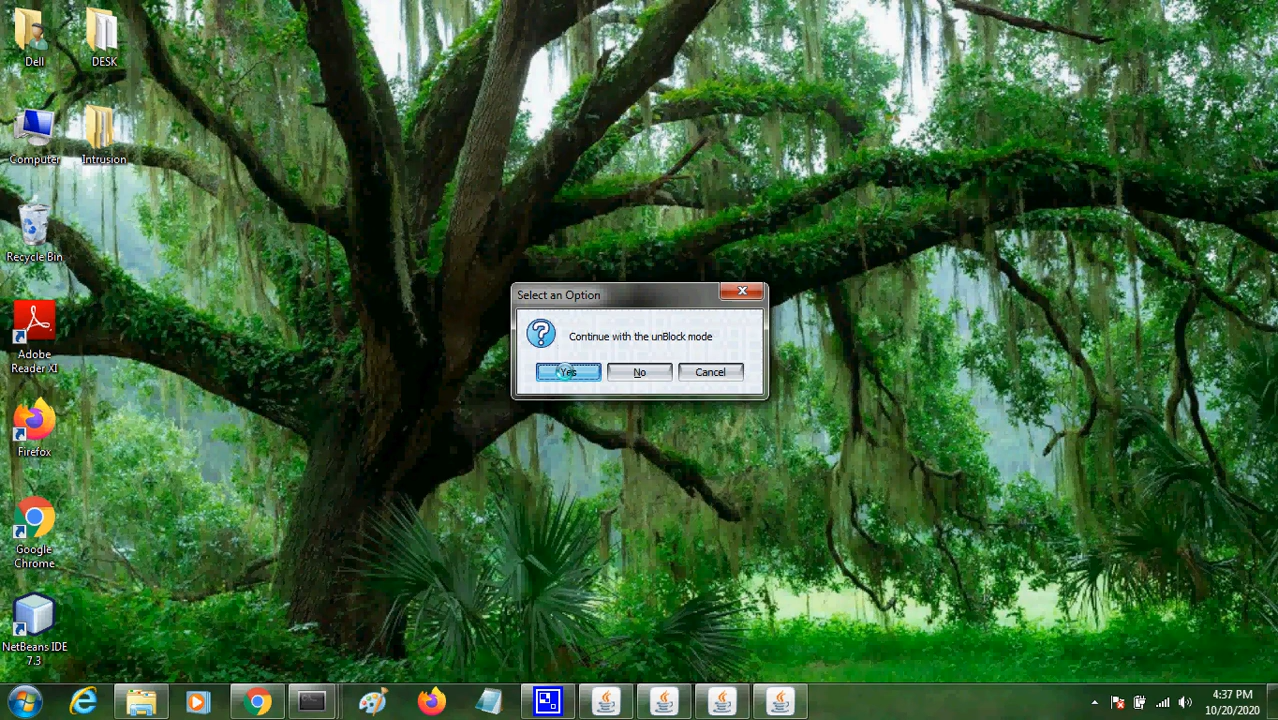 Dell
DESK
Computer
Intrusion
Recycle Bin
Adobe
Reader XI
Firefox
Google
Chrome
NetBeans IDE
7.3
Select an Option
Continue with the unBlock mode
Yes
No
Cancel
4:37 PM
10/20/2020